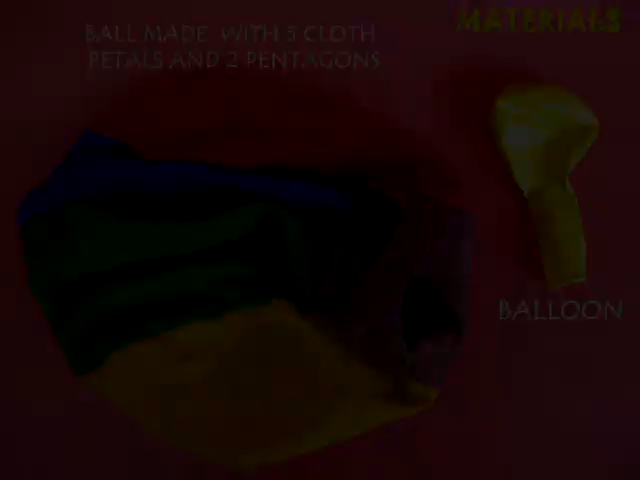 MATERIALS
BALL MADE WITH 5 CLOTH
PETALS AND 2 PENTAGONS
BALLOON